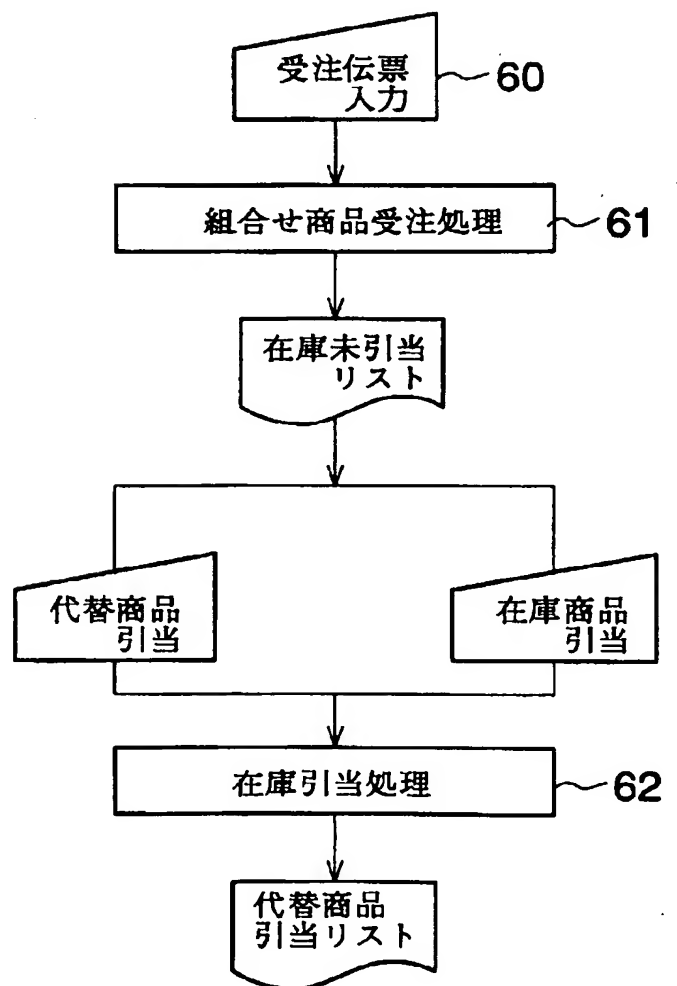 受注伝票
入力
60
組合せ商品受注処理
61
在庫未引当
リスト
代替商品
引当
在庫商品
引当
在庫引当処理
62
代替商品
引当リスト